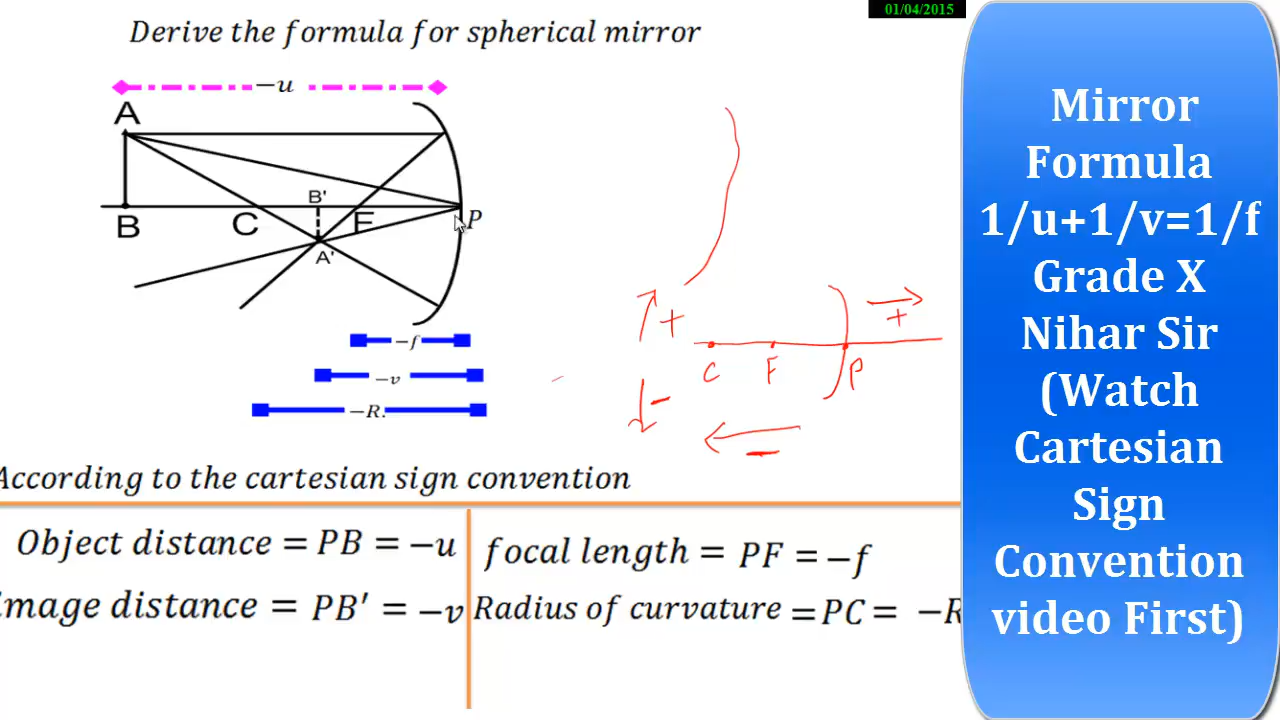 01/04/2015
Derive the formula for spherical mirror
−u
A
B'
B
C
F
P
A'
−f
−v
−R.
+
+
C
F
P
−
−
According to the cartesian sign convention
Object distance = PB = −u
Image distance = PB′ = −v
focal length = PF = −f
Radius of curvature = PC = −R
Mirror
Formula
1/u+1/v=1/f
Grade X
Nihar Sir
(Watch
Cartesian
Sign
Convention
video First)